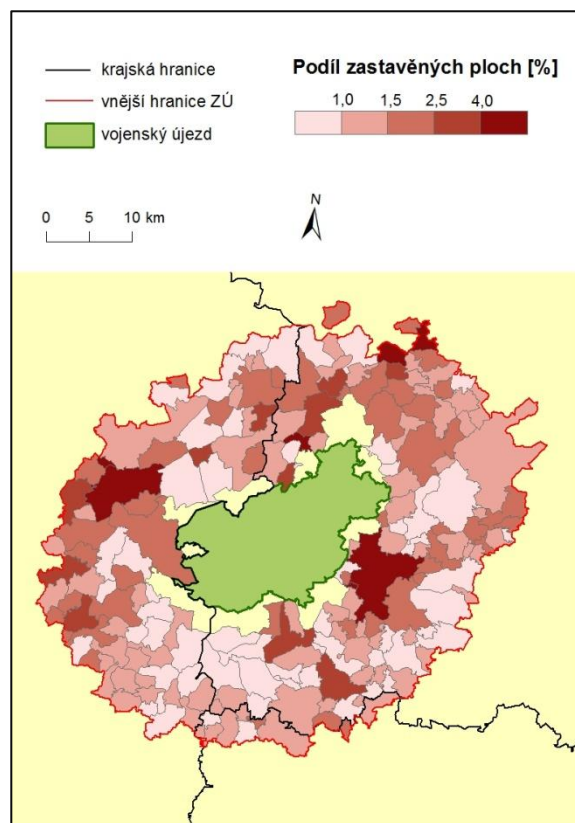 krajská hranice
vnější hranice ZÚ
vojenský újezd
Podíl zastavěných ploch [%]
1,0 1,5 2,5 4,0
0 5 10 km
N